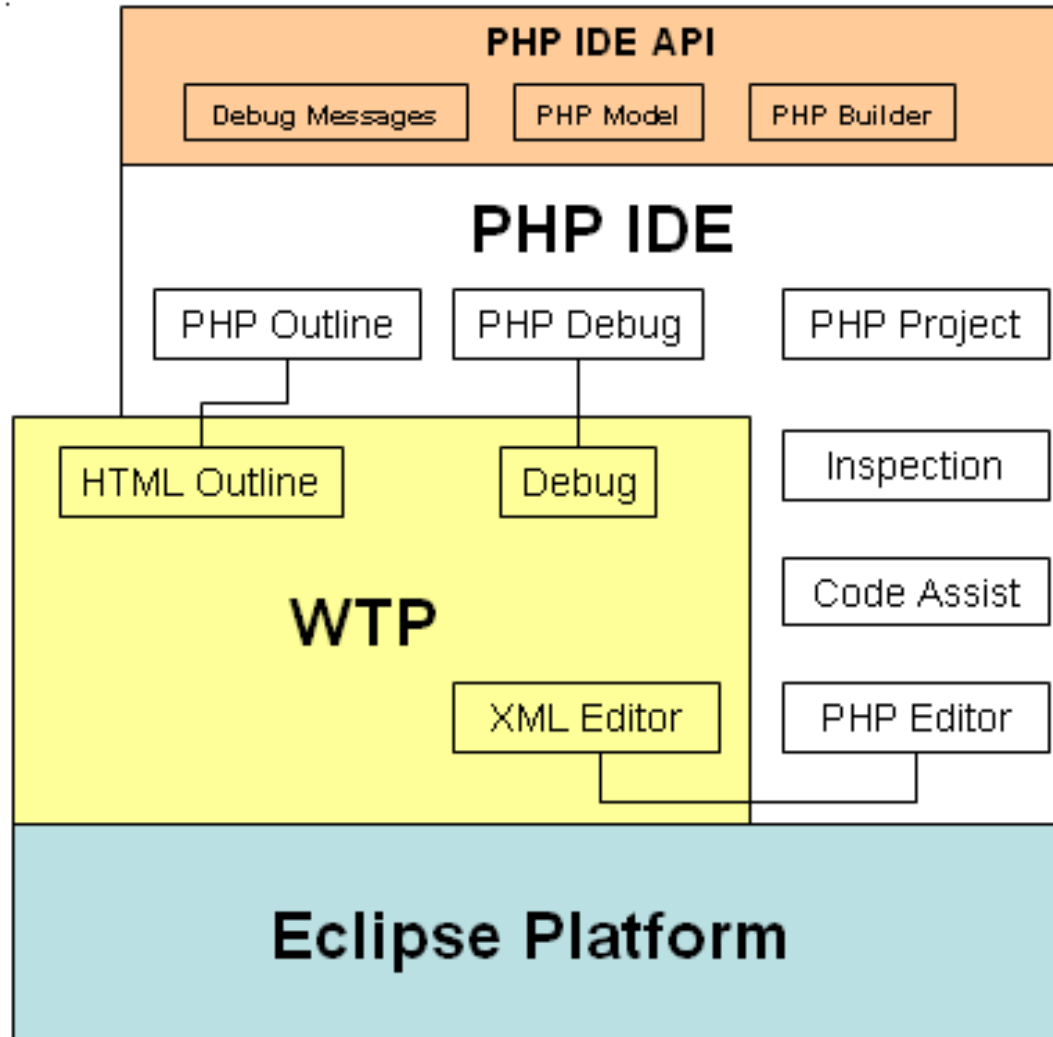 PHP IDE API
Debug Messages
PHP Model
PHP Builder
PHP IDE
PHP Outline
PHP Debug
PHP Project
HTML Outline
Debug
Inspection
WTP
Code Assist
XML Editor
PHP Editor
Eclipse Platform